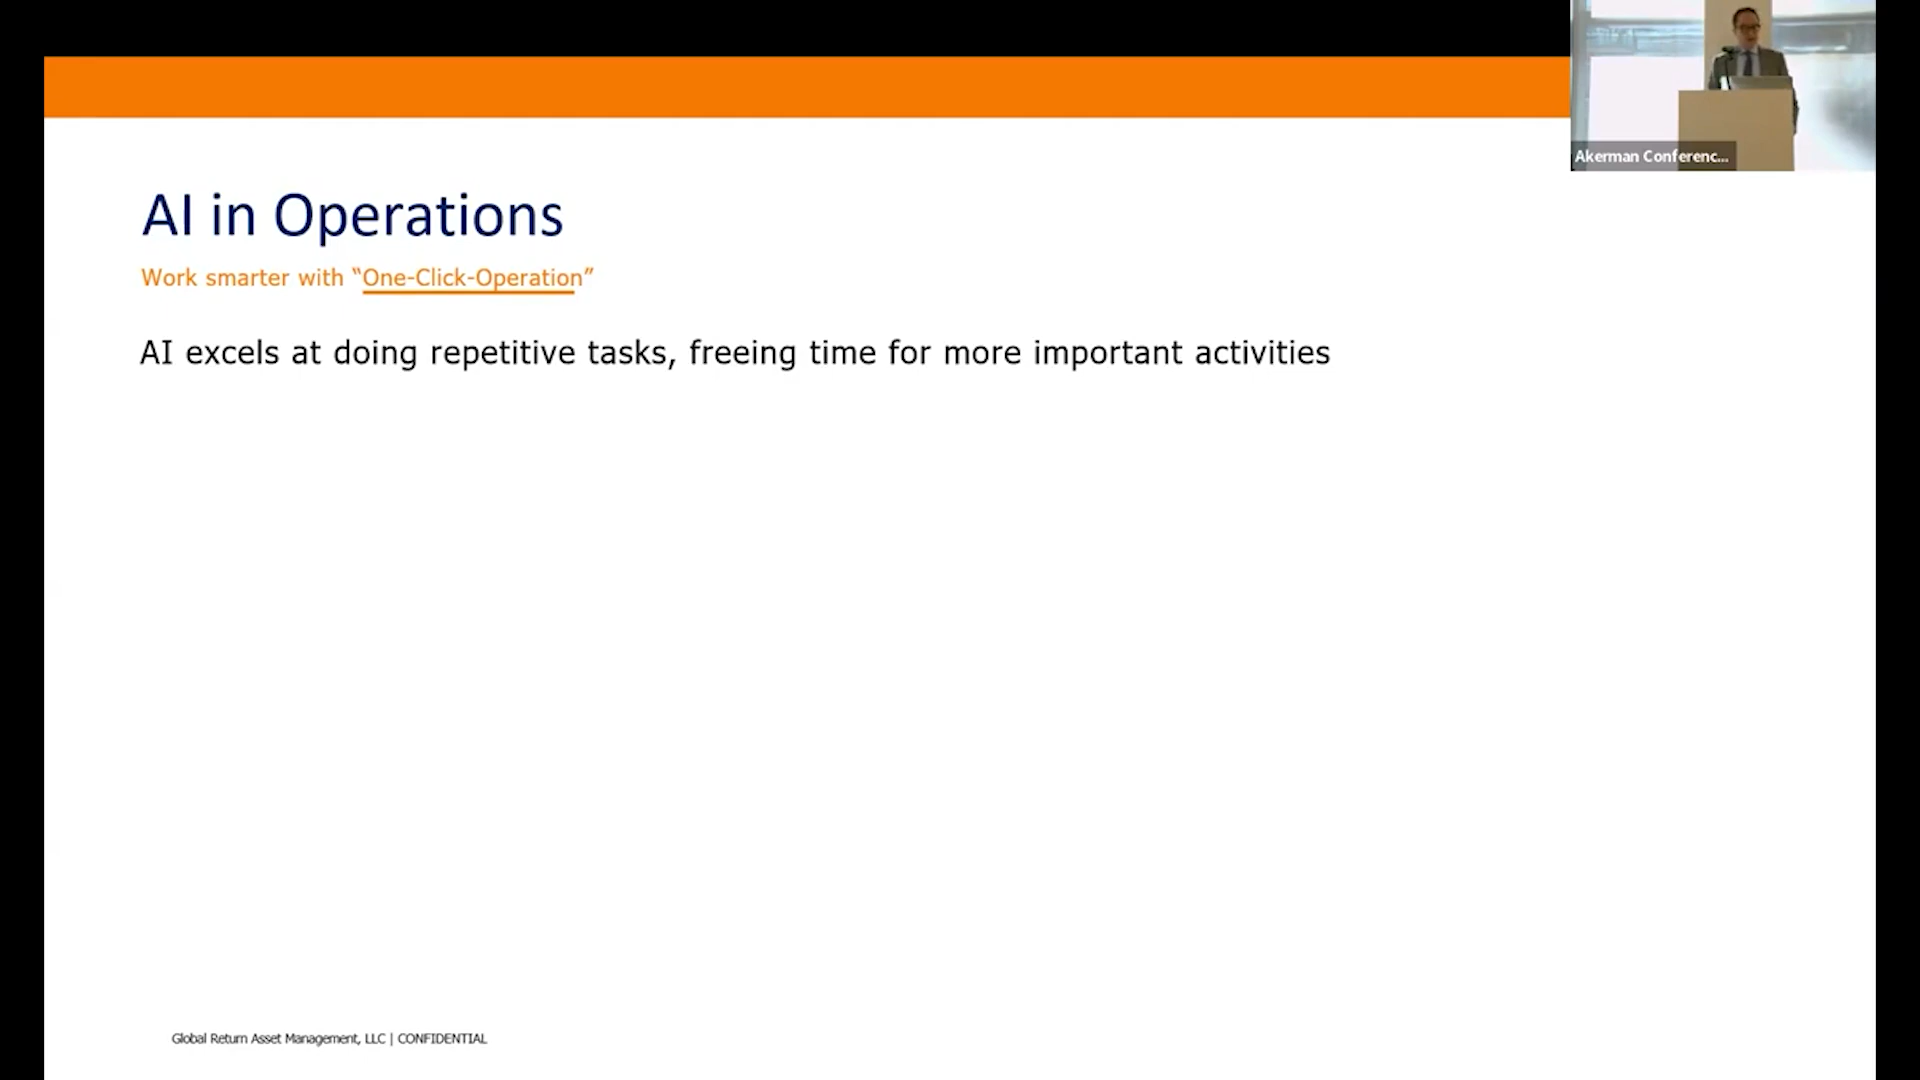 Akerman Conferenc...
AI in Operations
Work smarter with “One-Click-Operation”
AI excels at doing repetitive tasks, freeing time for more important activities
Global Return Asset Management, LLC | CONFIDENTIAL